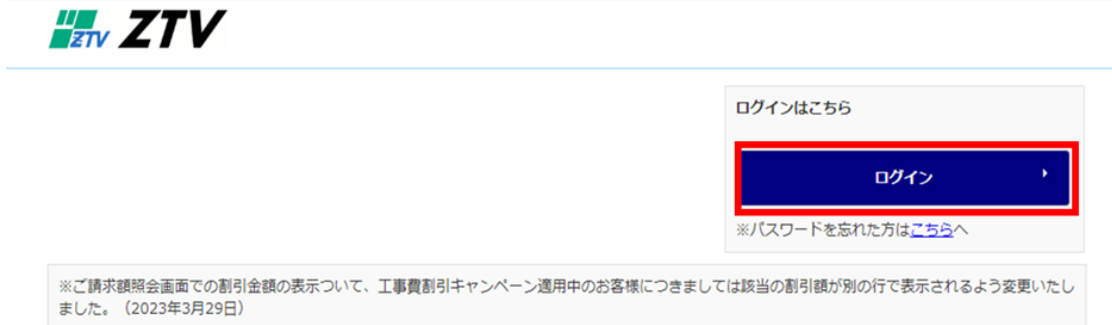 ZTV ZTV
ログインはこちら
ログイン
※パスワードを忘れた方はこちらへ
※ご請求額照会画面での割引金額の表示ついて、工事費割引キャンペーン適用中のお客様につきましては該当の割引額が別の行で表示されるよう変更いたし
ました。（2023年3月29日）